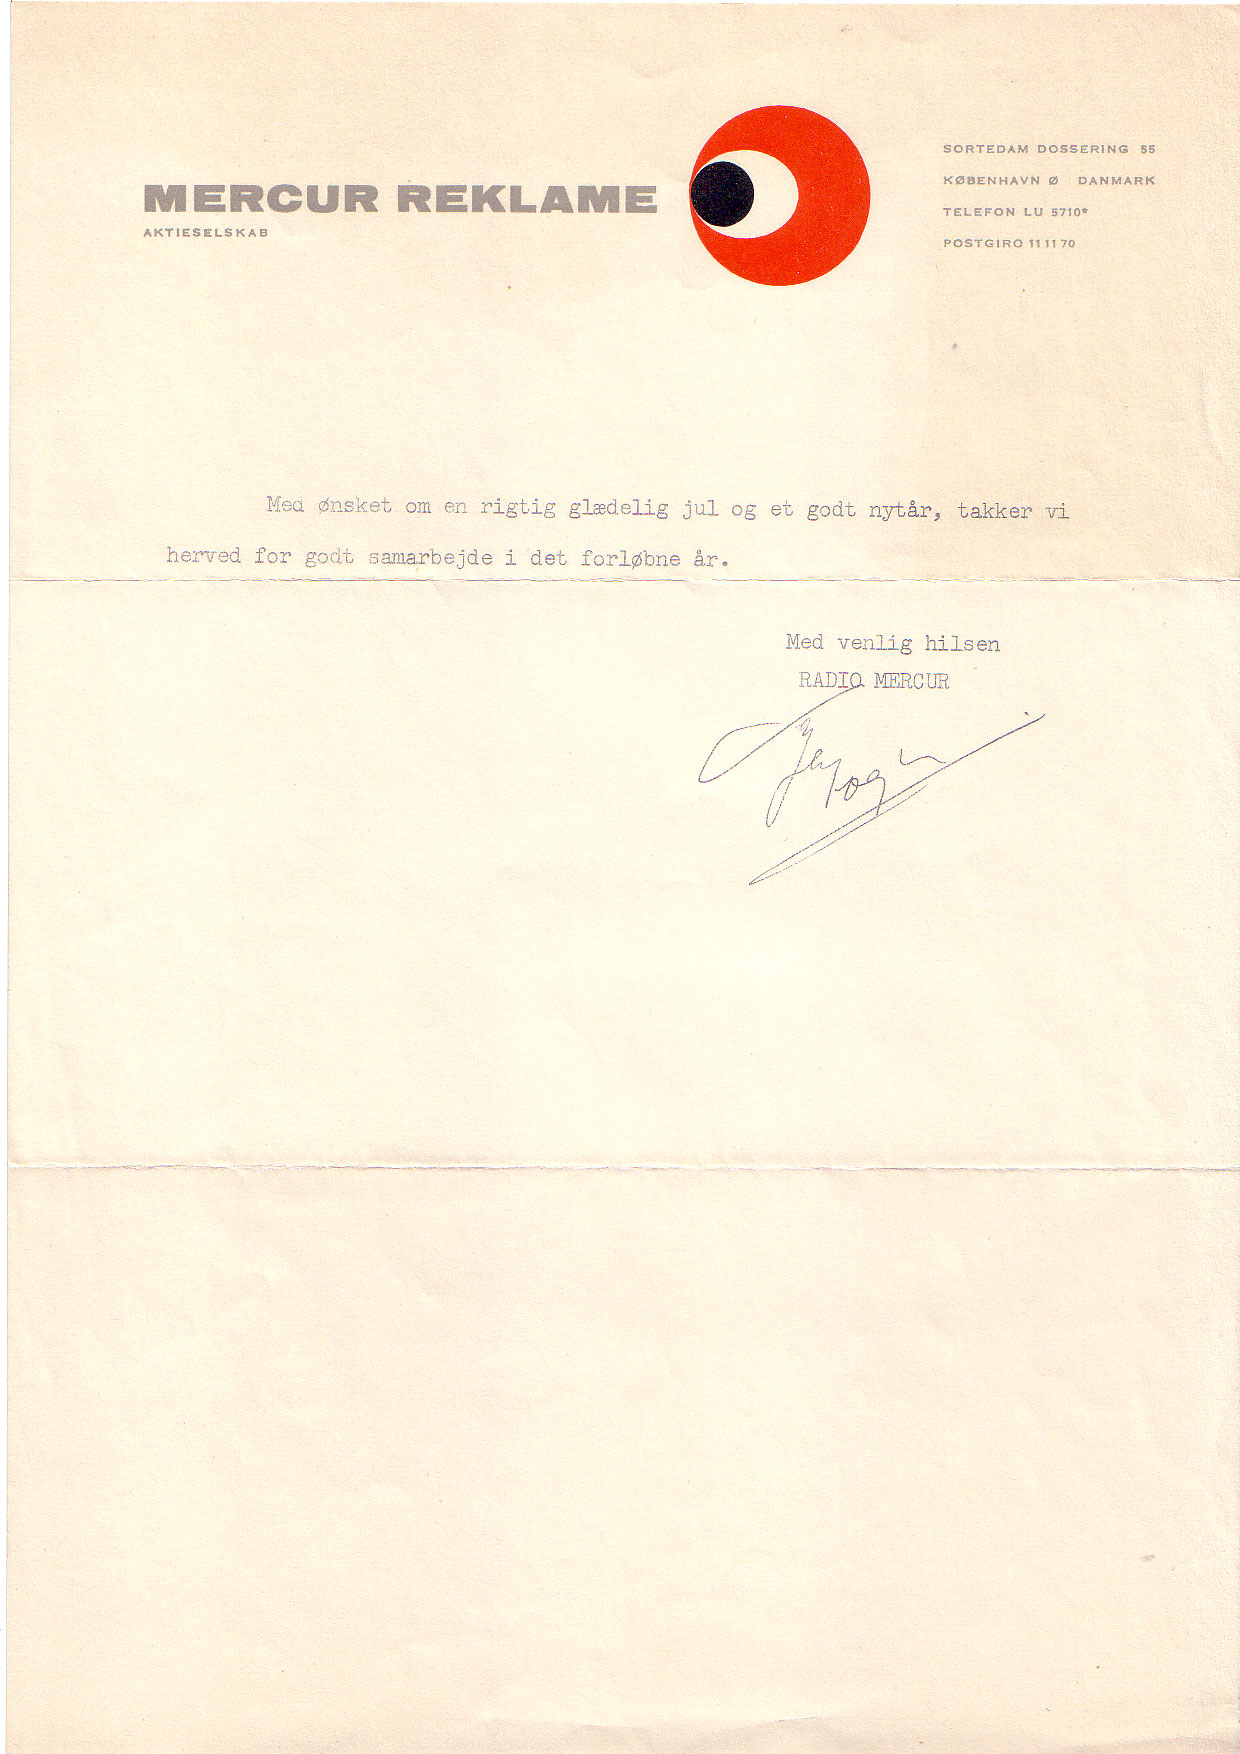 MERCUR REKLAME
AKTIESELSKAB
SORTEDAM DOSSERING 55
KØBENHAVN Ø DANMARK
TELEFON LU 5710*
POSTGIRO 11 11 70
Med ønsket om en rigtig glædelig jul og et godt nytår, takker vi
herved for godt samarbejde i det forløbne år.
Med venlig hilsen
RADIO MERCUR